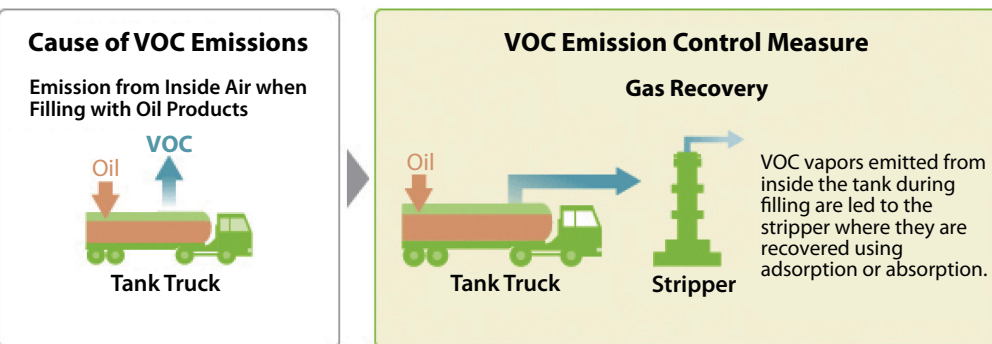 Cause of VOC Emissions
Emission from Inside Air when
Filling with Oil Products
VOC
Oil
Tank Truck
VOC Emission Control Measure
Gas Recovery
Oil
Tank Truck
Stripper
VOC vapors emitted from
inside the tank during
filling are led to the
stripper where they are
recovered using
adsorption or absorption.